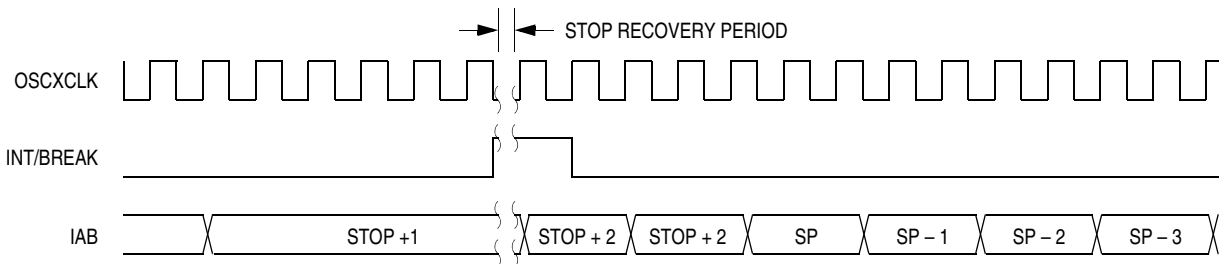 STOP RECOVERY PERIOD
OSCXCLK
INT/BREAK
IAB STOP +1 STOP + 2 STOP + 2 SP SP – 1 SP – 2 SP – 3